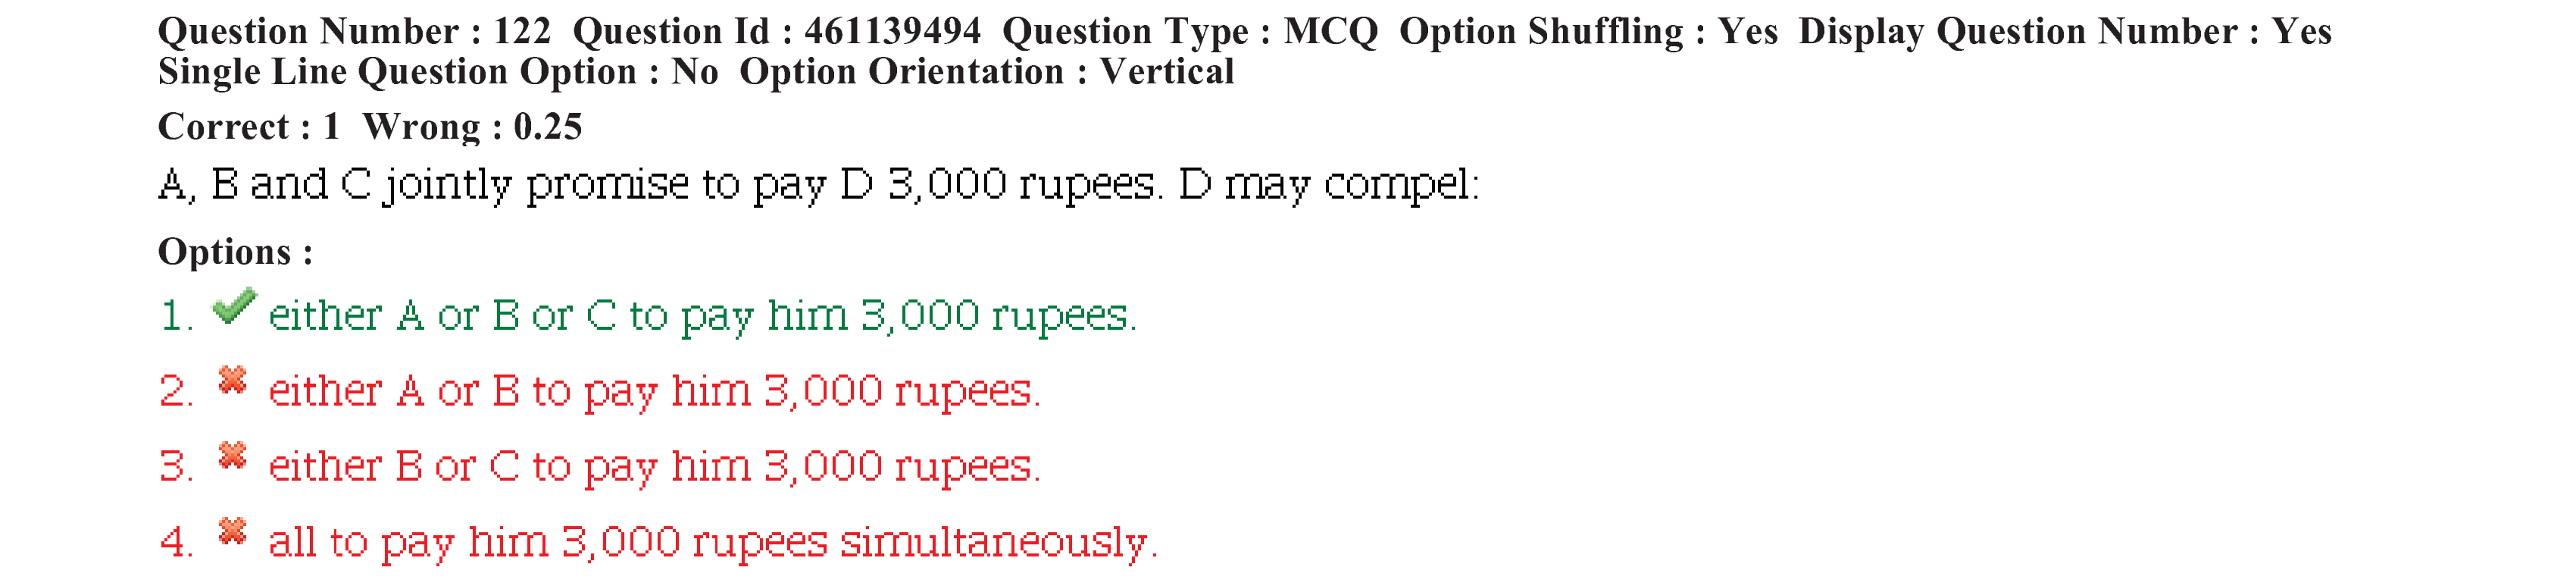 Question Number : 122 Question Id : 461139494 Question Type : MCQ Option Shuffling : Yes Display Question Number : Yes
Single Line Question Option : No Option Orientation : Vertical
Correct : 1 Wrong : 0.25
A, B and C jointly promise to pay D 3,000 rupees. D may compel:
Options :
1. either A or B or C to pay him 3,000 rupees.
2. either A or B to pay him 3,000 rupees.
3. either B or C to pay him 3,000 rupees.
4. all to pay him 3,000 rupees simultaneously.